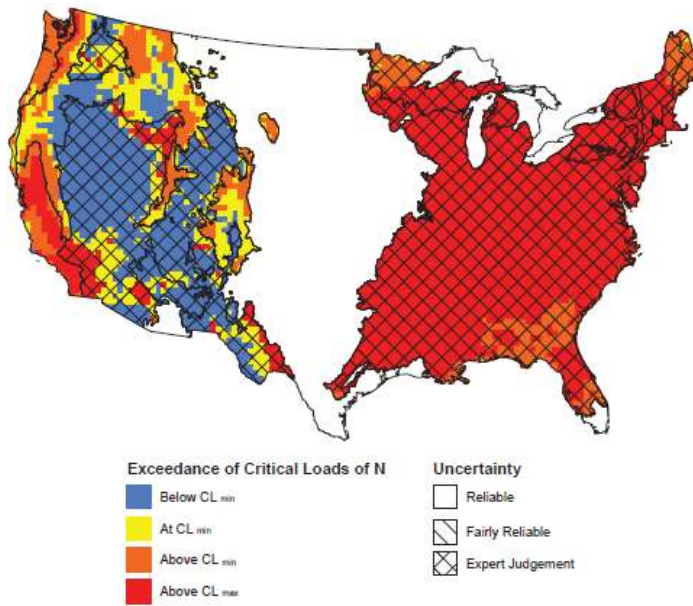 Exceedance of Critical Loads of N
Below CL min
At CL min
Above CL min
Above CL max
Uncertainty
Reliable
Fairly Reliable
Expert Judgement